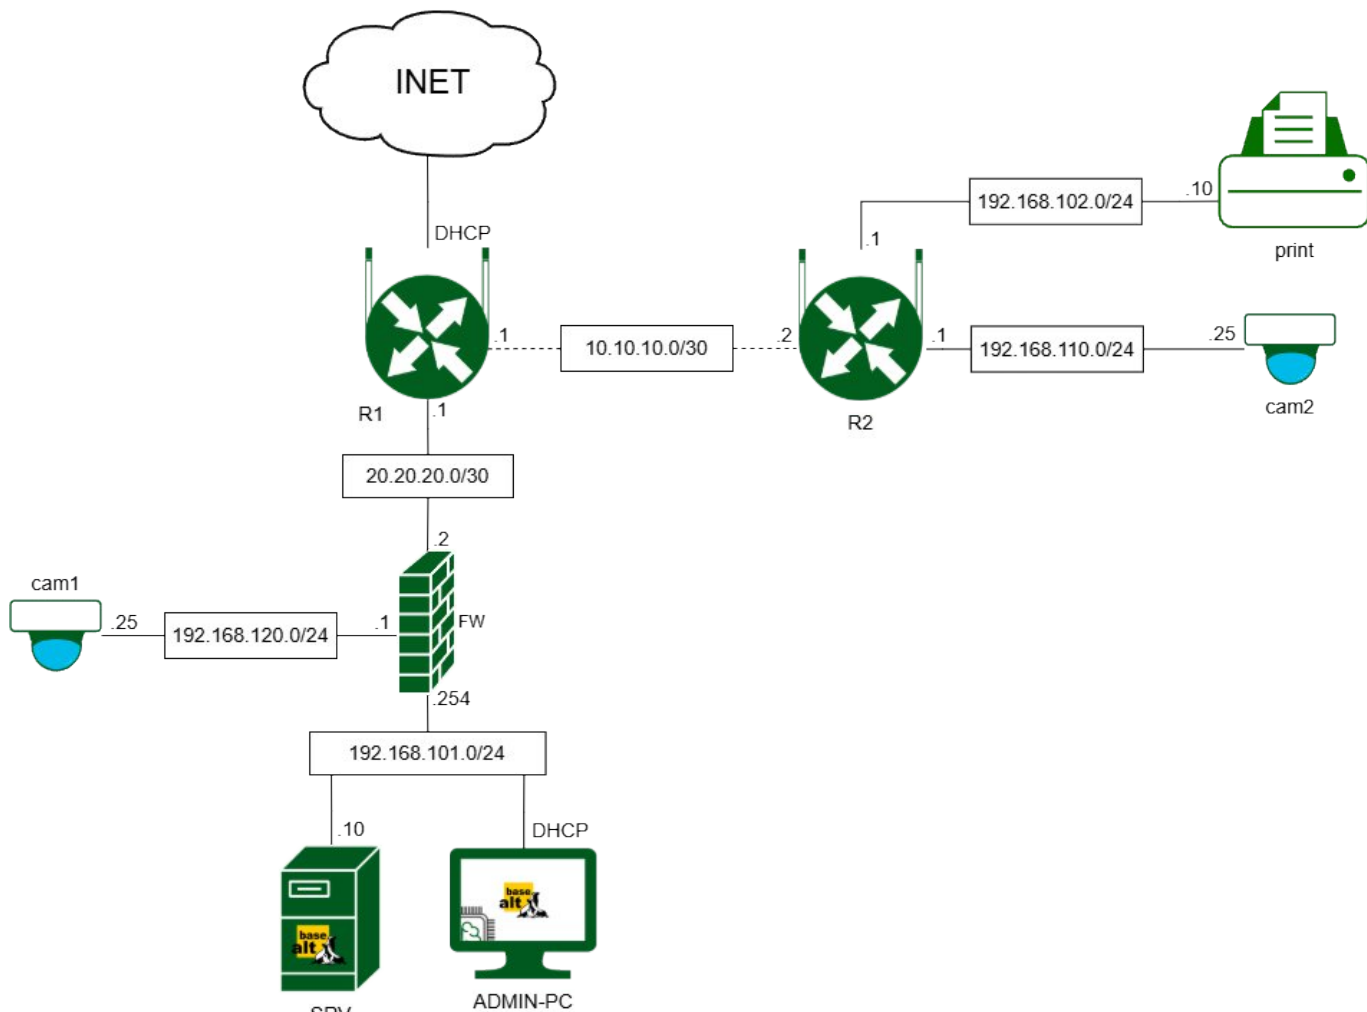 INET
DHCP
192.168.102.0/24
.10
.1
print
.1
10.10.10.0/30
.2
.1
192.168.110.0/24
.25
cam2
R1
.1
R2
20.20.20.0/30
.2
cam1
.25
192.168.120.0/24
.1
FW
.254
192.168.101.0/24
.10
DHCP
base
alt
base
alt
ADMIN-PC